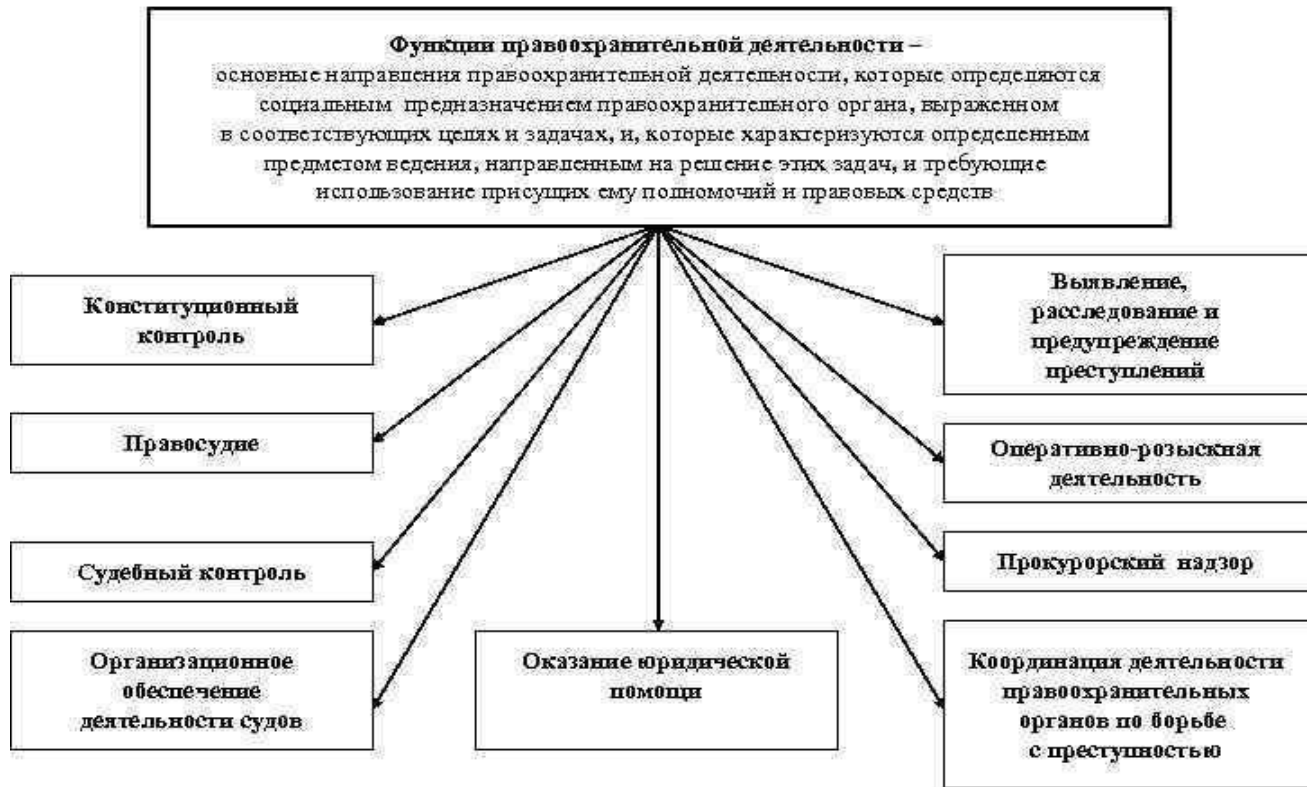 Функции правоохранительной деятельности –
основные направления правоохранительной деятельности, которые определяются
социальным предназначением правоохранительного органа, выраженном
в соответствующих целях и задачах, и, которые характеризуются определенным
предметом ведения, направленным на решение этих задач, и требующие
использование присущих ему полномочий и правовых средств
Конституционный
контроль
Правосудие
Судебный контроль
Организационное
обеспечение
деятельности судов
Оказание юридической
помощи
Выявление,
расследование и
предупреждение
преступлений
Оперативно-розыскная
деятельность
Прокурорский надзор
Координация деятельности
правоохранительных
органов по борьбе
с преступностью